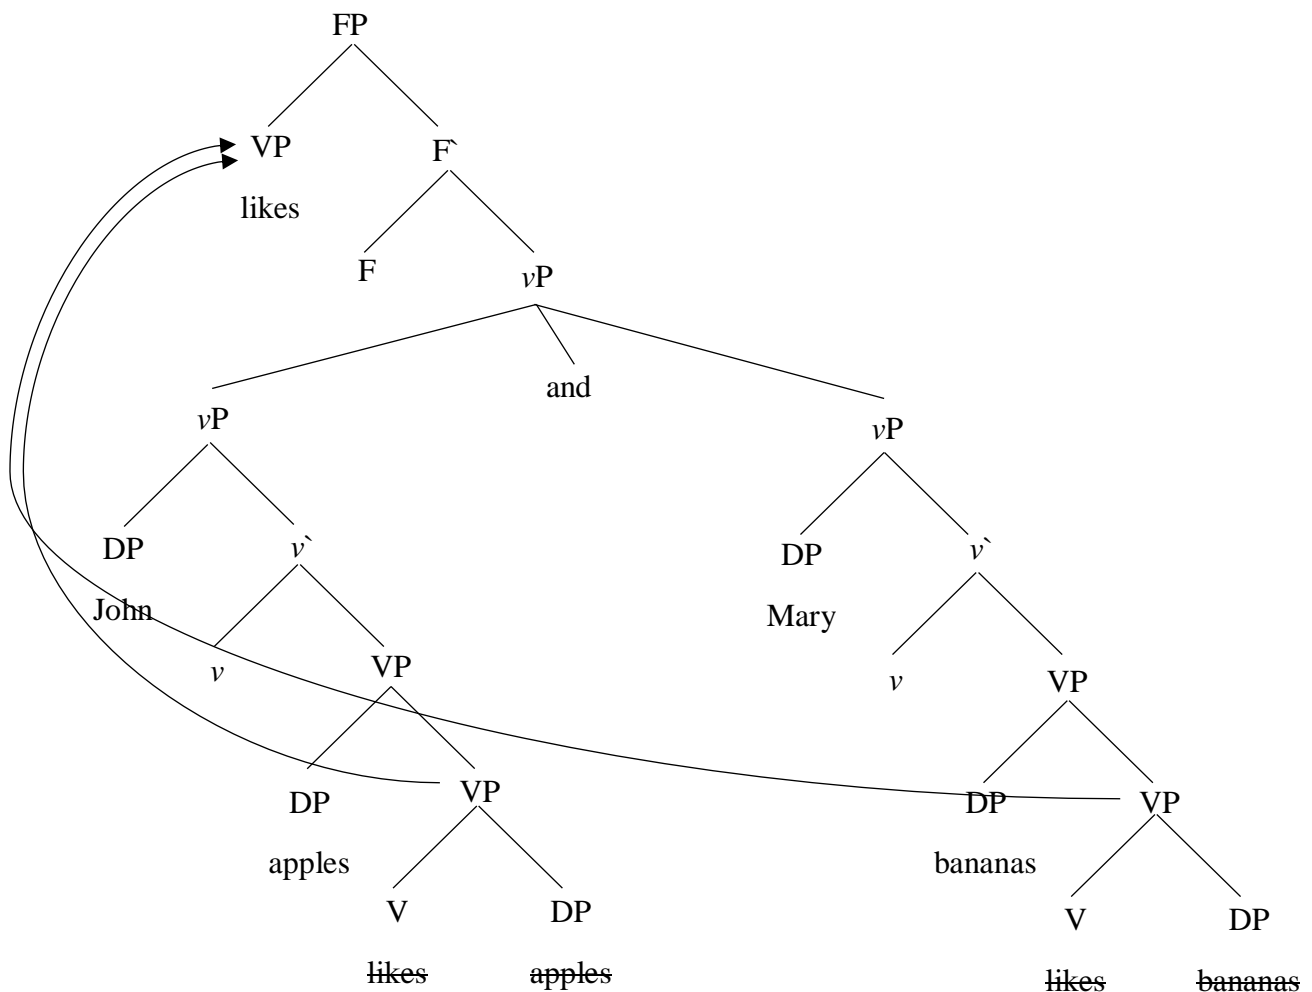 FP
VP F`
likes
F vP
and
vP vP
DP v` DP v`
John Mary
v VP v VP
DP VP DP VP
apples bananas
V DP V DP
likes apples likes bananas